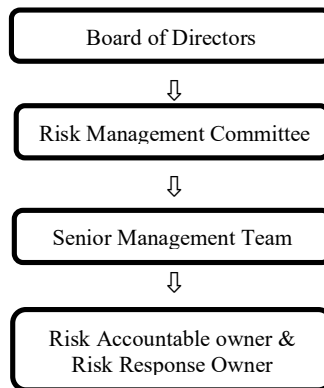 Board of Directors
Risk Management Committee
Senior Management Team
Risk Accountable owner &
Risk Response Owner